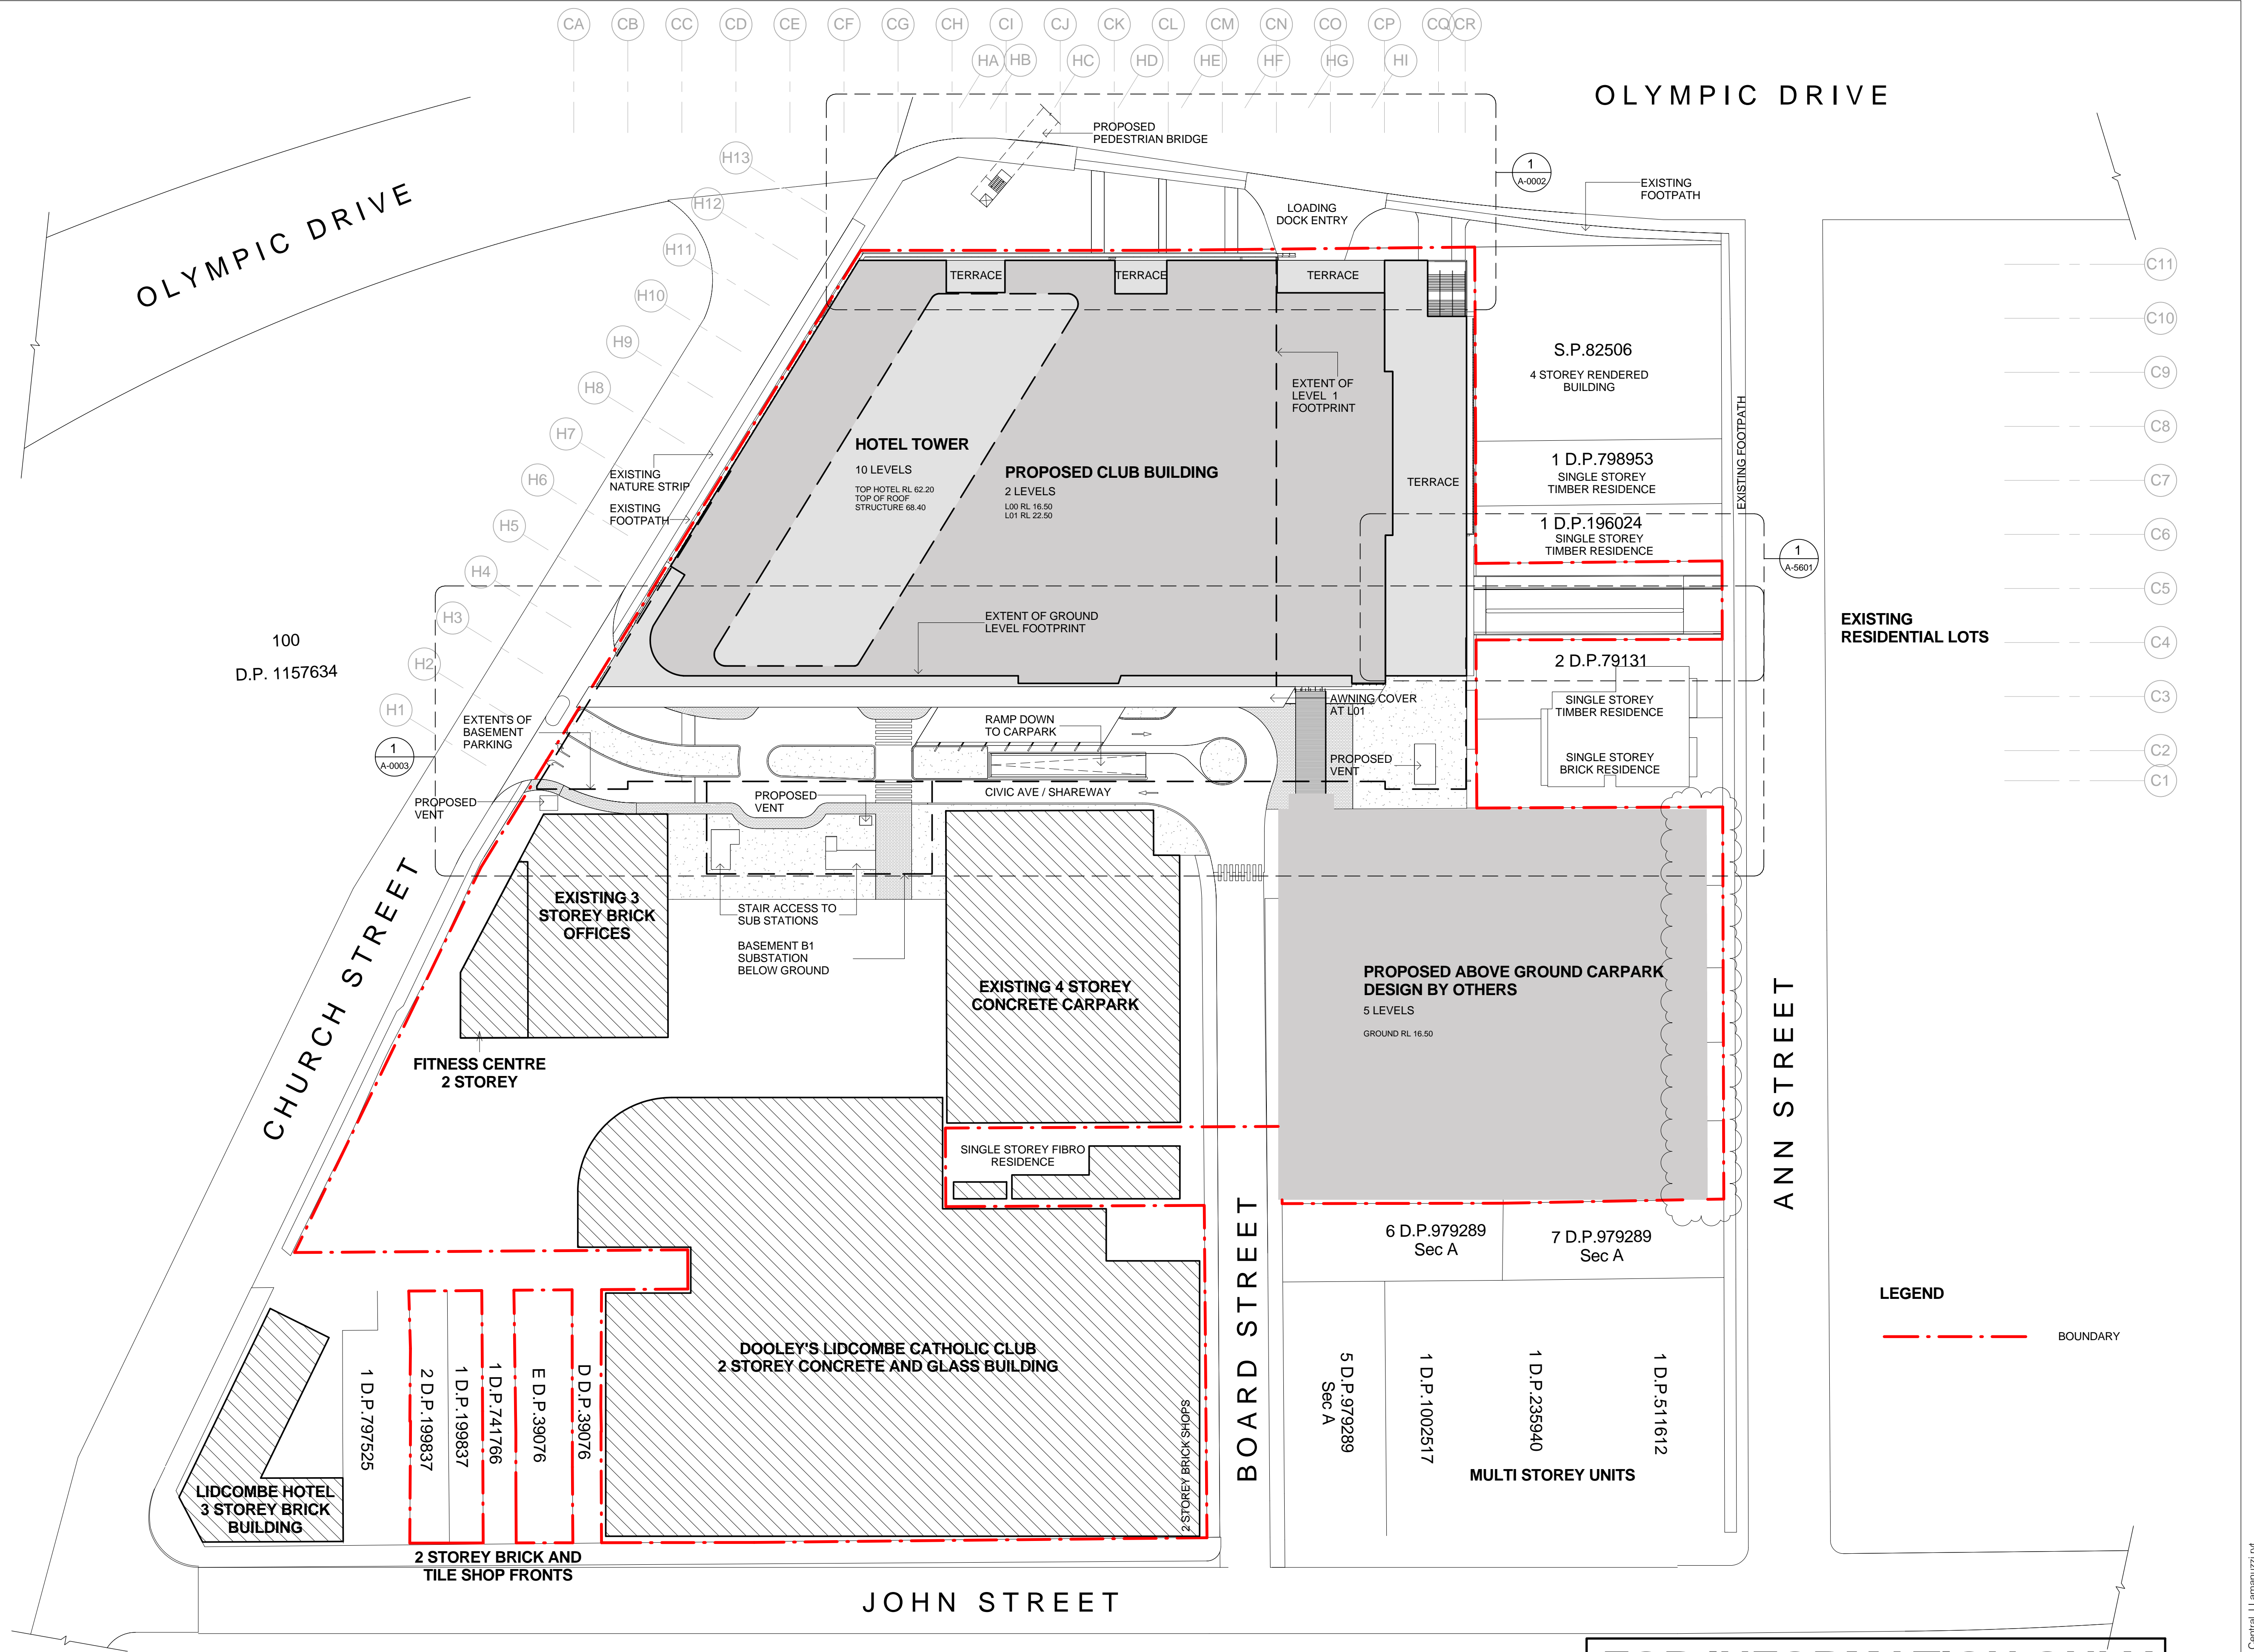 CA CB CC CD CE CF CG CH CI CJ CK CL CM CN CO CP CQ CR
HA HB HC HD HE HF HG HI
OLYMPIC DRIVE
PROPOSED
PEDESTRIAN BRIDGE
1
A-0002
EXISTING
FOOTPATH
LOADING
DOCK ENTRY
OLYMPIC DRIVE
H13
H12
H11
H10
H9
H8
H7
H6
H5
H4
H3
H2
H1
C11
C10
C9
C8
C7
C6
C5
C4
C3
C2
C1
TERRACE
TERRACE
TERRACE
TERRACE
EXTENT OF
LEVEL 1
FOOTPRINT
HOTEL TOWER
10 LEVELS
TOP HOTEL RL 62.20
TOP OF ROOF
STRUCTURE 68.40
PROPOSED CLUB BUILDING
2 LEVELS
L00 RL 16.50
L01 RL 22.50
EXISTING
NATURE STRIP
EXISTING
FOOTPATH
S.P.82506
4 STOREY RENDERED
BUILDING
1 D.P.798953
SINGLE STOREY
TIMBER RESIDENCE
1 D.P.196024
SINGLE STOREY
TIMBER RESIDENCE
EXISTING FOOTPATH
1
A-5601
EXISTING
RESIDENTIAL LOTS
EXTENT OF GROUND
LEVEL FOOTPRINT
100
D.P. 1157634
2 D.P.79131
SINGLE STOREY
TIMBER RESIDENCE
SINGLE STOREY
BRICK RESIDENCE
EXTENTS OF
BASEMENT
PARKING
1
A-0003
RAMP DOWN
TO CARPARK
AWNING COVER
AT L01
PROPOSED
VENT
CIVIC AVE / SHAREWAY
PROPOSED
VENT
PROPOSED
VENT
CHURCH STREET
EXISTING 3
STOREY BRICK
OFFICES
STAIR ACCESS TO
SUB STATIONS
BASEMENT B1
SUBSTATION
BELOW GROUND
EXISTING 4 STOREY
CONCRETE CARPARK
PROPOSED ABOVE GROUND CARPARK
DESIGN BY OTHERS
5 LEVELS
GROUND RL 16.50
ANN STREET
FITNESS CENTRE
2 STOREY
SINGLE STOREY FIBRO
RESIDENCE
BOARD STREET
6 D.P.979289
Sec A
7 D.P.979289
Sec A
LEGEND
BOUNDARY
DOOLEY'S LIDCOMBE CATHOLIC CLUB
2 STOREY CONCRETE AND GLASS BUILDING
2 STOREY BRICK SHOPS
1 D.P.797525
2 D.P.199837
1 D.P.199837
1 D.P.741766
E D.P.39076
D D.P.39076
5 D.P.979289
Sec A
1 D.P.1002517
1 D.P.235940
1 D.P.511612
MULTI STOREY UNITS
LIDCOMBE HOTEL
3 STOREY BRICK
BUILDING
2 STOREY BRICK AND
TILE SHOP FRONTS
JOHN STREET